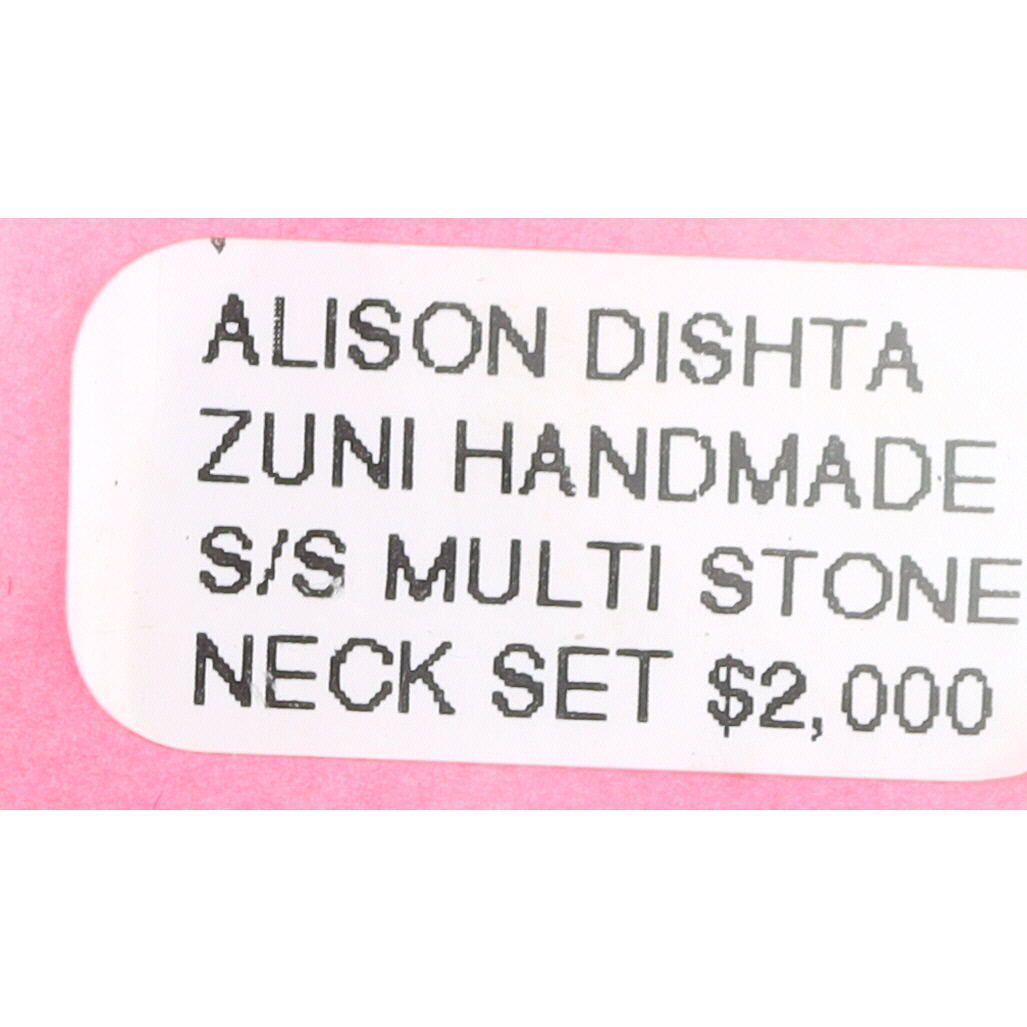 ALISON DISHTA
ZUNI HANDMADE
S/S MULTI STONE
NECK SET $2,000